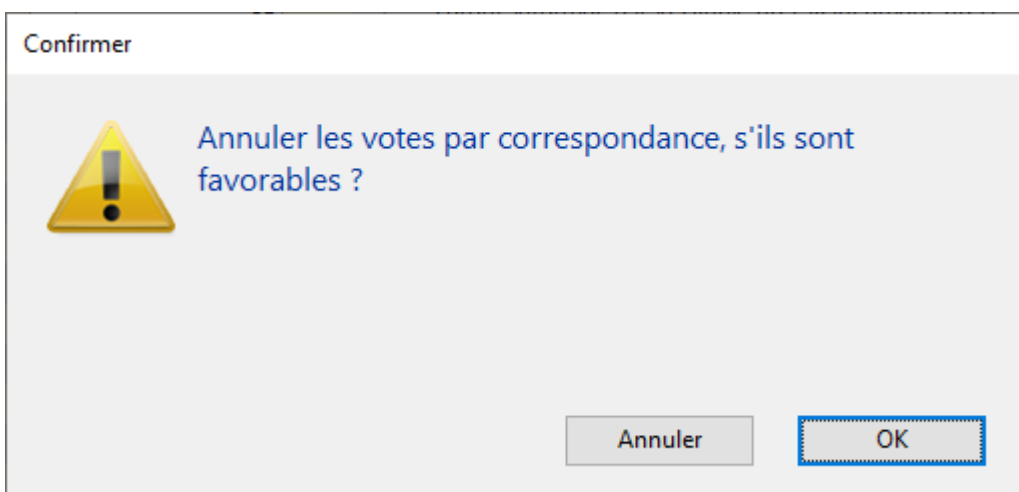 Confirmer
Annuler les votes par correspondance, s'ils sont
favorables ?
Annuler
OK